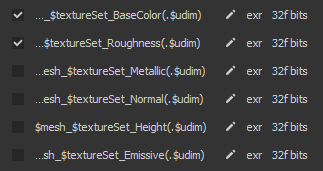 ..._$textureSet_BaseColor(.$udim) exr 32f bits
...$textureSet_Roughness(.$udim) exr 32f bits
...esh_$textureSet_Metallic(.$udim) exr 32f bits
...esh_$textureSet_Normal(.$udim) exr 32f bits
$mesh_$textureSet_Height(.$udim) exr 32f bits
...sh_$textureSet_Emissive(.$udim) exr 32f bits